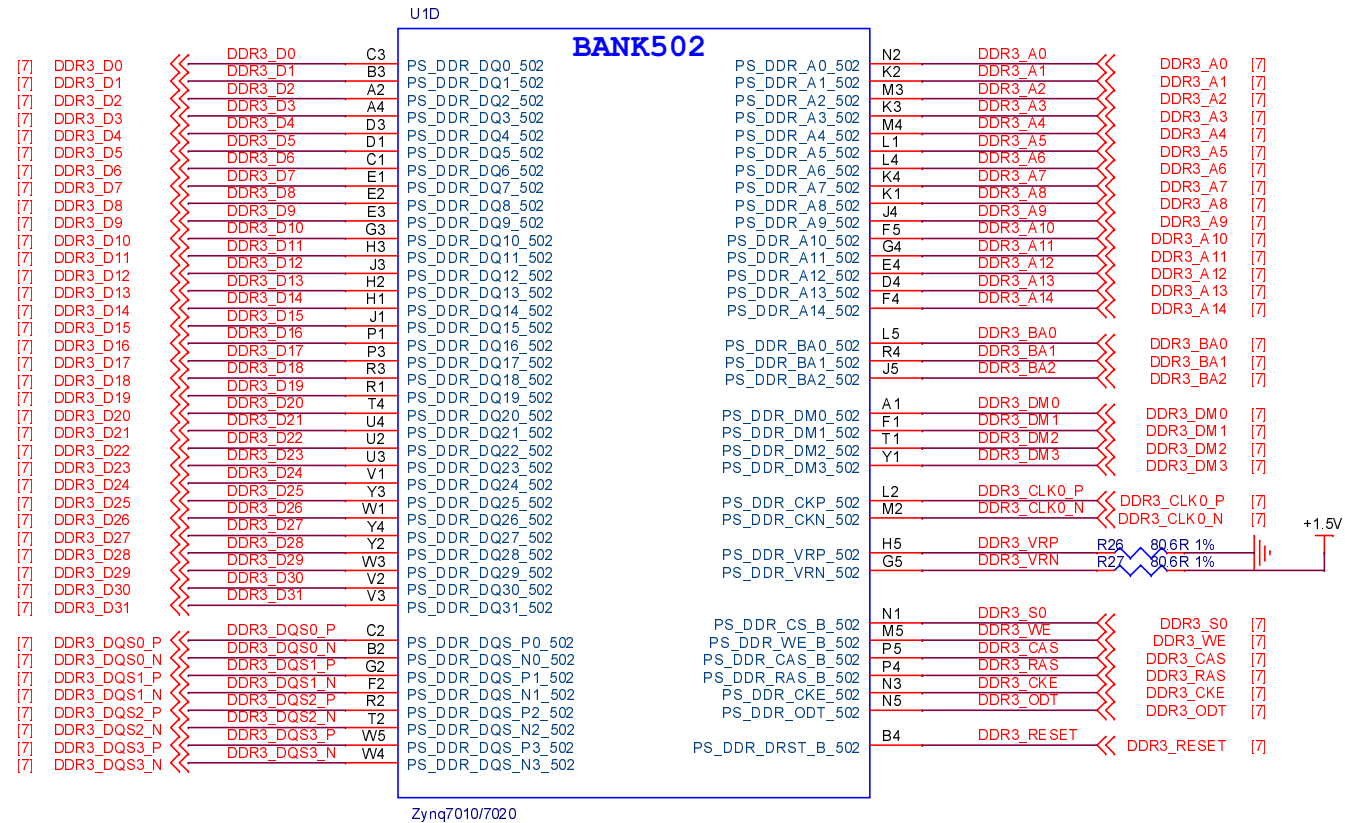 U1D
BANK502
[7] DDR3_D0 DDR3_D0 C3 PS_DDR_DQ0_502 PS_DDR_A0_502 N2 DDR3_A0 DDR3_A0 [7]
[7] DDR3_D1 DDR3_D1 B3 PS_DDR_DQ1_502 PS_DDR_A1_502 K2 DDR3_A1 DDR3_A1 [7]
[7] DDR3_D2 DDR3_D2 A2 PS_DDR_DQ2_502 PS_DDR_A2_502 M3 DDR3_A2 DDR3_A2 [7]
[7] DDR3_D3 DDR3_D3 A4 PS_DDR_DQ3_502 PS_DDR_A3_502 K3 DDR3_A3 DDR3_A3 [7]
[7] DDR3_D4 DDR3_D4 D3 PS_DDR_DQ4_502 PS_DDR_A4_502 M4 DDR3_A4 DDR3_A4 [7]
[7] DDR3_D5 DDR3_D5 D1 PS_DDR_DQ5_502 PS_DDR_A5_502 L1 DDR3_A5 DDR3_A5 [7]
[7] DDR3_D6 DDR3_D6 C1 PS_DDR_DQ6_502 PS_DDR_A6_502 L4 DDR3_A6 DDR3_A6 [7]
[7] DDR3_D7 DDR3_D7 E1 PS_DDR_DQ7_502 PS_DDR_A7_502 K4 DDR3_A7 DDR3_A7 [7]
[7] DDR3_D8 DDR3_D8 E2 PS_DDR_DQ8_502 PS_DDR_A8_502 K1 DDR3_A8 DDR3_A8 [7]
[7] DDR3_D9 DDR3_D9 E3 PS_DDR_DQ9_502 PS_DDR_A9_502 J4 DDR3_A9 DDR3_A9 [7]
[7] DDR3_D10 DDR3_D10 G3 PS_DDR_DQ10_502 PS_DDR_A10_502 F5 DDR3_A10 DDR3_A10 [7]
[7] DDR3_D11 DDR3_D11 H3 PS_DDR_DQ11_502 PS_DDR_A11_502 G4 DDR3_A11 DDR3_A11 [7]
[7] DDR3_D12 DDR3_D12 J3 PS_DDR_DQ12_502 PS_DDR_A12_502 E4 DDR3_A12 DDR3_A12 [7]
[7] DDR3_D13 DDR3_D13 H2 PS_DDR_DQ13_502 PS_DDR_A13_502 D4 DDR3_A13 DDR3_A13 [7]
[7] DDR3_D14 DDR3_D14 H1 PS_DDR_DQ14_502 PS_DDR_A14_502 F4 DDR3_A14 DDR3_A14 [7]
[7] DDR3_D15 DDR3_D15 J1 PS_DDR_DQ15_502
[7] DDR3_D16 DDR3_D16 P1 PS_DDR_DQ16_502 PS_DDR_BA0_502 L5 DDR3_BA0 DDR3_BA0 [7]
[7] DDR3_D17 DDR3_D17 P3 PS_DDR_DQ17_502 PS_DDR_BA1_502 R4 DDR3_BA1 DDR3_BA1 [7]
[7] DDR3_D18 DDR3_D18 R3 PS_DDR_DQ18_502 PS_DDR_BA2_502 J5 DDR3_BA2 DDR3_BA2 [7]
[7] DDR3_D19 DDR3_D19 R1 PS_DDR_DQ19_502
[7] DDR3_D20 DDR3_D20 T4 PS_DDR_DQ20_502 PS_DDR_DM0_502 A1 DDR3_DM0 DDR3_DM0 [7]
[7] DDR3_D21 DDR3_D21 U4 PS_DDR_DQ21_502 PS_DDR_DM1_502 F1 DDR3_DM1 DDR3_DM1 [7]
[7] DDR3_D22 DDR3_D22 U2 PS_DDR_DQ22_502 PS_DDR_DM2_502 T1 DDR3_DM2 DDR3_DM2 [7]
[7] DDR3_D23 DDR3_D23 U3 PS_DDR_DQ23_502 PS_DDR_DM3_502 Y1 DDR3_DM3 DDR3_DM3 [7]
[7] DDR3_D24 DDR3_D24 V1 PS_DDR_DQ24_502
[7] DDR3_D25 DDR3_D25 Y3 PS_DDR_DQ25_502 PS_DDR_CKP_502 L2 DDR3_CLK0_P DDR3_CLK0_P [7]
[7] DDR3_D26 DDR3_D26 W1 PS_DDR_DQ26_502 PS_DDR_CKN_502 M2 DDR3_CLK0_N DDR3_CLK0_N [7]
+1.5V
[7] DDR3_D27 DDR3_D27 Y4 PS_DDR_DQ27_502
[7] DDR3_D28 DDR3_D28 Y2 PS_DDR_DQ28_502 PS_DDR_VRP_502 H5 DDR3_VRP R26 80.6R 1%
[7] DDR3_D29 DDR3_D29 W3 PS_DDR_DQ29_502 PS_DDR_VRN_502 G5 DDR3_VRN R27 80.6R 1%
[7] DDR3_D30 DDR3_D30 V2 PS_DDR_DQ30_502
[7] DDR3_D31 DDR3_D31 V3 PS_DDR_DQ31_502
PS_DDR_CS_B_502 N1 DDR3_S0 DDR3_S0 [7]
[7] DDR3_DQS0_P DDR3_DQS0_P C2 PS_DDR_DQS_P0_502 PS_DDR_WE_B_502 M5 DDR3_WE DDR3_WE [7]
[7] DDR3_DQS0_N DDR3_DQS0_N B2 PS_DDR_DQS_N0_502 PS_DDR_CAS_B_502 P5 DDR3_CAS DDR3_CAS [7]
[7] DDR3_DQS1_P DDR3_DQS1_P G2 PS_DDR_DQS_P1_502 PS_DDR_RAS_B_502 P4 DDR3_RAS DDR3_RAS [7]
[7] DDR3_DQS1_N DDR3_DQS1_N F2 PS_DDR_DQS_N1_502 PS_DDR_CKE_502 N3 DDR3_CKE DDR3_CKE [7]
[7] DDR3_DQS2_P DDR3_DQS2_P R2 PS_DDR_DQS_P2_502 PS_DDR_ODT_502 N5 DDR3_ODT DDR3_ODT [7]
[7] DDR3_DQS2_N DDR3_DQS2_N T2 PS_DDR_DQS_N2_502
[7] DDR3_DQS3_P DDR3_DQS3_P W5 PS_DDR_DQS_P3_502 PS_DDR_DRST_B_502 B4 DDR3_RESET DDR3_RESET [7]
[7] DDR3_DQS3_N DDR3_DQS3_N W4 PS_DDR_DQS_N3_502
Zynq7010/7020